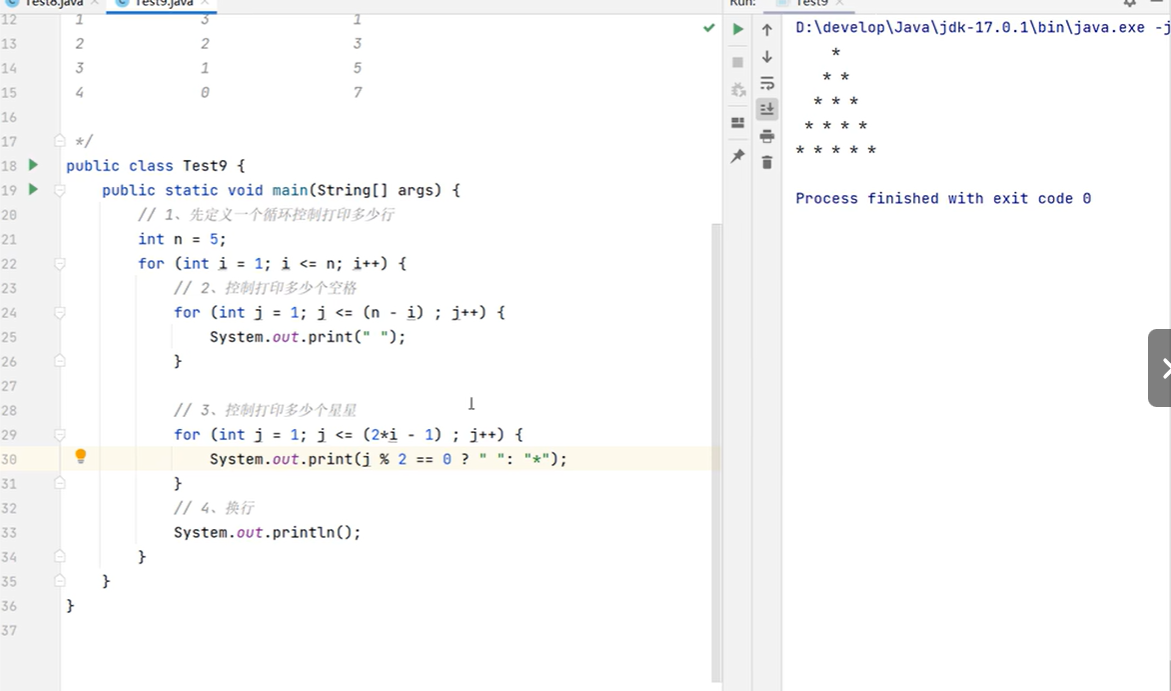 Test8.java Test9.java Run: Test9
12 1 3 1
13 2 2 3
14 3 1 5
15 4 0 7
16
17 */
18 public class Test9 {
19 public static void main(String[] args) {
20 // 1、先定义一个循环控制打印多少行
21 int n = 5;
22 for (int i = 1; i <= n; i++) {
23 // 2、控制打印多少个空格
24 for (int j = 1; j <= (n - i) ; j++) {
25 System.out.print(" ");
26 }
27
28 // 3、控制打印多少个星星
29 for (int j = 1; j <= (2*i - 1) ; j++) {
30 System.out.print(j % 2 == 0 ? " ": "*");
31 }
32 // 4、换行
33 System.out.println();
34 }
35 }
36 }
37
D:\develop\Java\jdk-17.0.1\bin\java.exe -j
*
* *
* * *
* * * *
* * * * *
Process finished with exit code 0